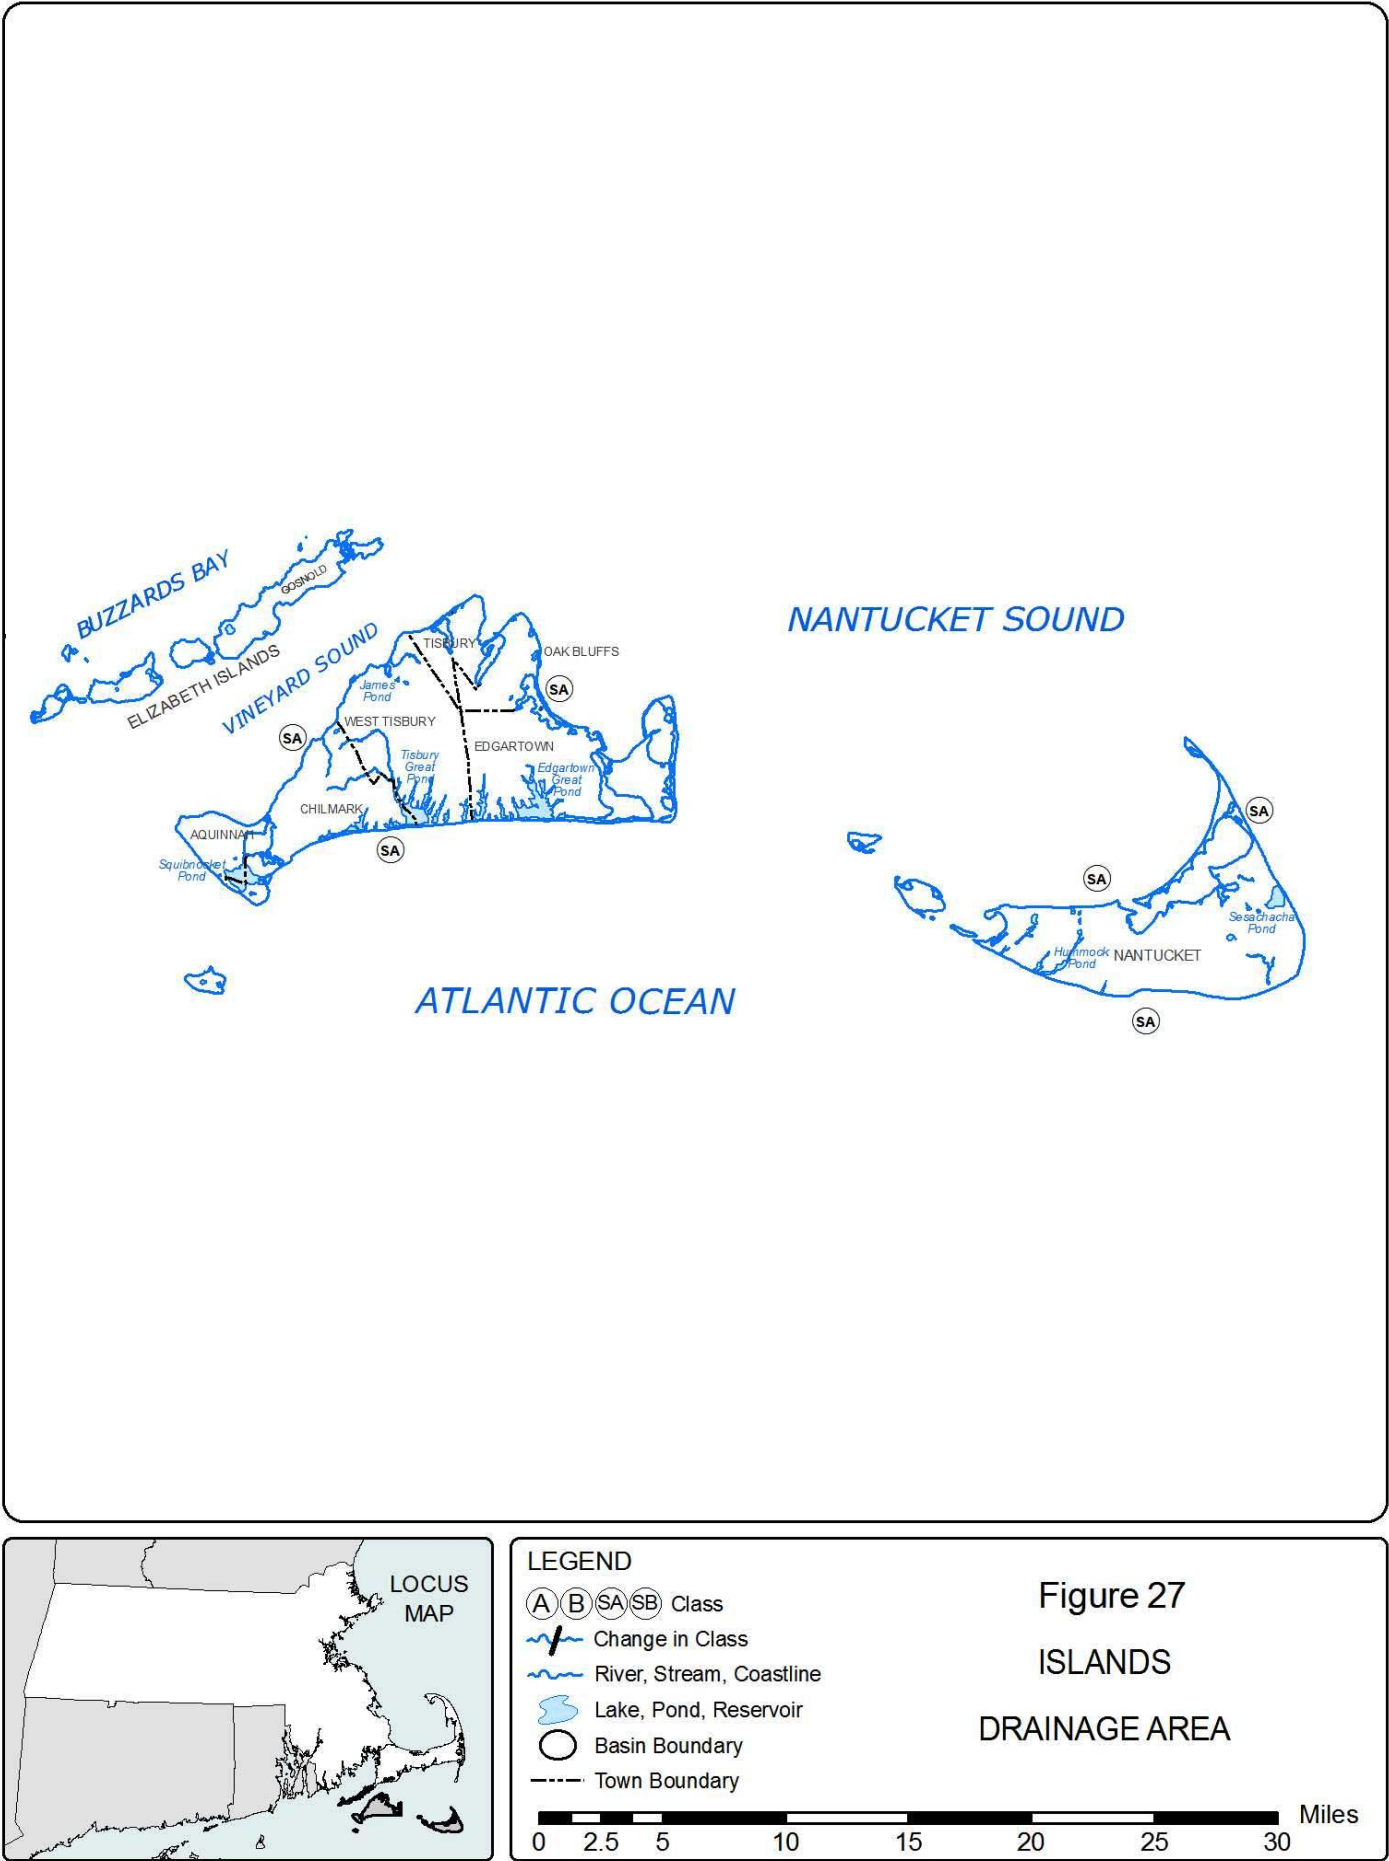 BUZZARDS BAY
GOSNOLD
ELIZABETH ISLANDS
VINEYARD SOUND
NANTUCKET SOUND
TISBURY
OAK BLUFFS
SA
James
Pond
WEST TISBURY
SA
EDGARTOWN
Tisbury
Great
Pond
Edgartown
Great
Pond
CHILMARK
AQUINNAH
SA
Squibnocket
Pond
SA
SA
Sesachacha
Pond
Hummock
Pond
NANTUCKET
SA
ATLANTIC OCEAN
LOCUS
MAP
LEGEND
A B SA SB Class
Change in Class
River, Stream, Coastline
Lake, Pond, Reservoir
Basin Boundary
Town Boundary
Miles
0 2.5 5 10 15 20 25 30
Figure 27
ISLANDS
DRAINAGE AREA